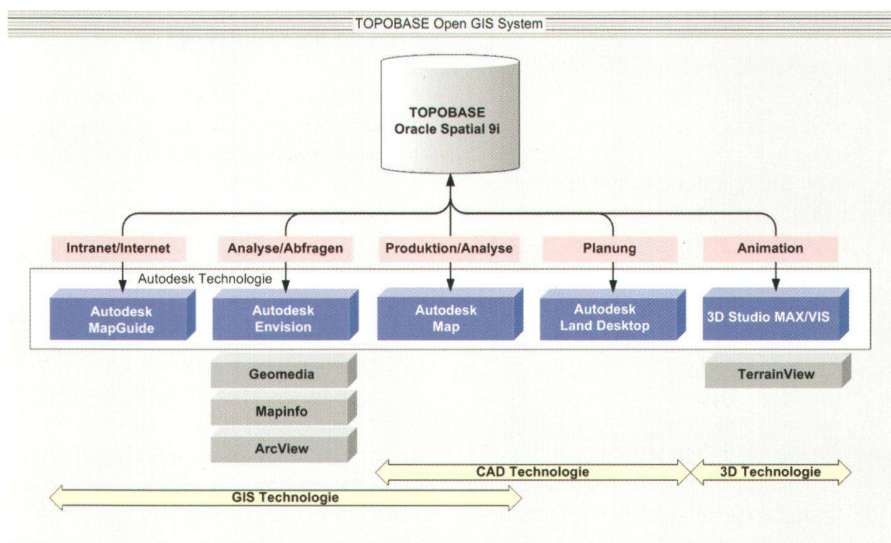 TOPOBASE Open GIS System
TOPOBASE
Oracle Spatial 9i
Intranet/Internet
Analyse/Abfragen
Produktion/Analyse
Planung
Animation
Autodesk Technologie
Autodesk
MapGuide
Autodesk
Envision
Autodesk
Map
Autodesk
Land Desktop
3D Studio MAX/VIS
Geomedia
Mapinfo
ArcView
TerrainView
CAD Technologie
3D Technologie
GIS Technologie